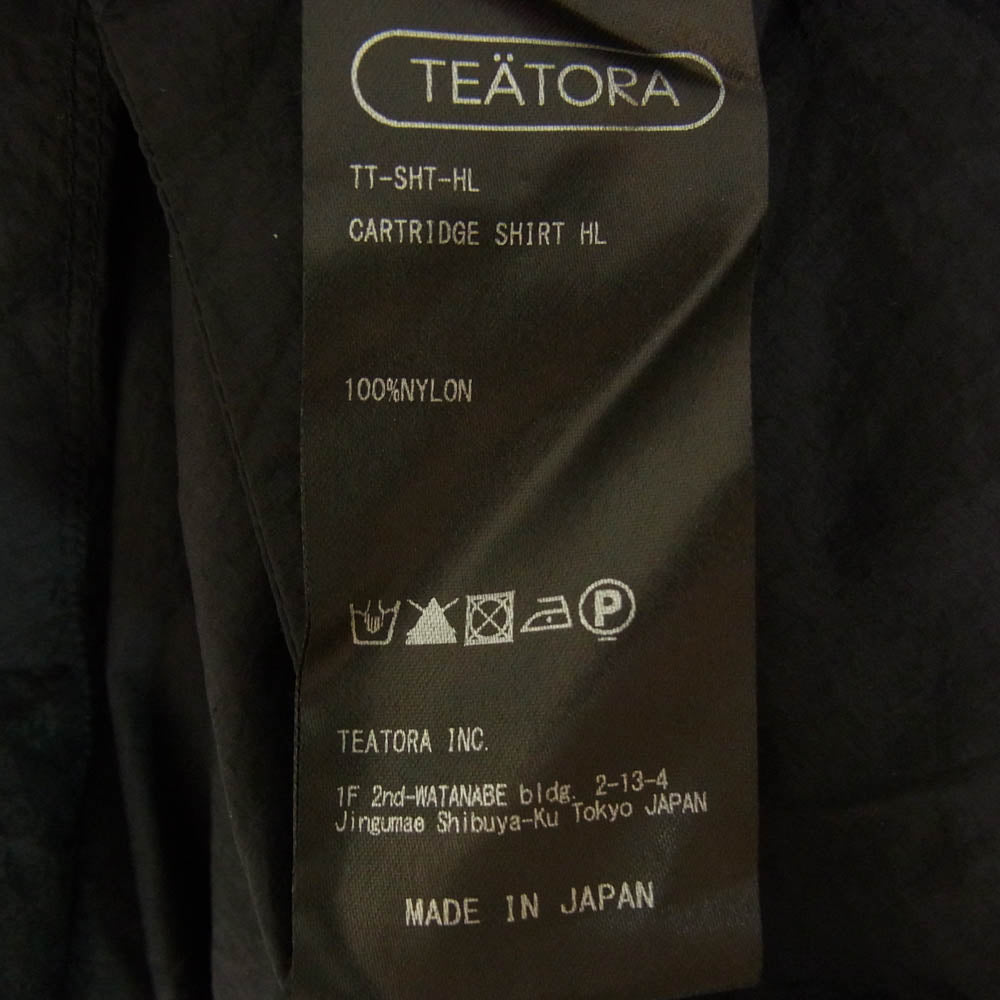 TEÄTORA
TT-SHT-HL
CARTRIDGE SHIRT HL
100%NYLON
P
TEATORA INC.
1F 2nd-WATANABE bldg. 2-13-4
Jingumae Shibuya-Ku Tokyo JAPAN
MADE IN JAPAN